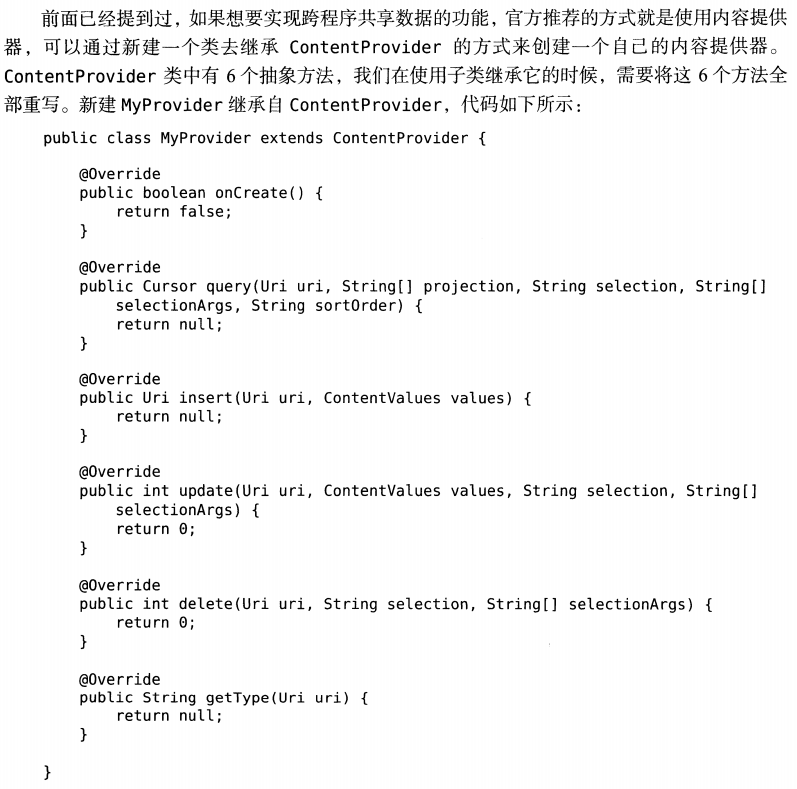 前面已经提到过，如果想要实现跨程序共享数据的功能，官方推荐的方式就是使用内容提供
器，可以通过新建一个类去继承 ContentProvider 的方式来创建一个自己的内容提供器。
ContentProvider 类中有 6 个抽象方法，我们在使用子类继承它的时候，需要将这 6 个方法全
部重写。新建 MyProvider 继承自 ContentProvider，代码如下所示：
public class MyProvider extends ContentProvider {
@Override
public boolean onCreate() {
return false;
}
@Override
public Cursor query(Uri uri, String[] projection, String selection, String[]
selectionArgs, String sortOrder) {
return null;
}
@Override
public Uri insert(Uri uri, ContentValues values) {
return null;
}
@Override
public int update(Uri uri, ContentValues values, String selection, String[]
selectionArgs) {
return 0;
}
@Override
public int delete(Uri uri, String selection, String[] selectionArgs) {
return 0;
}
@Override
public String getType(Uri uri) {
return null;
}
}